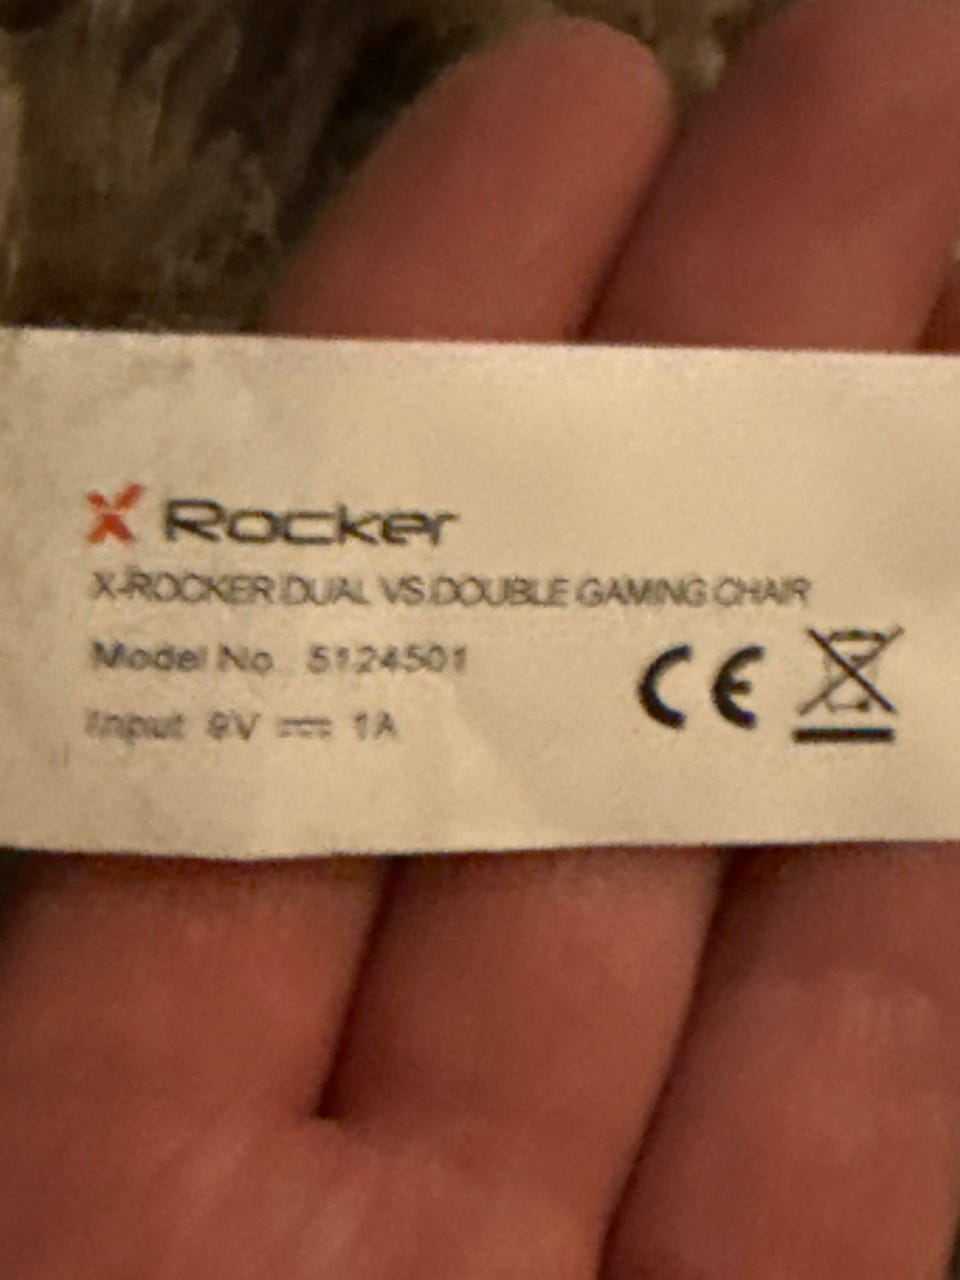 X Rocker
X-ROCKER DUAL VS DOUBLE GAMING CHAIR
Model No 5124501
Input 9V 1A
CE